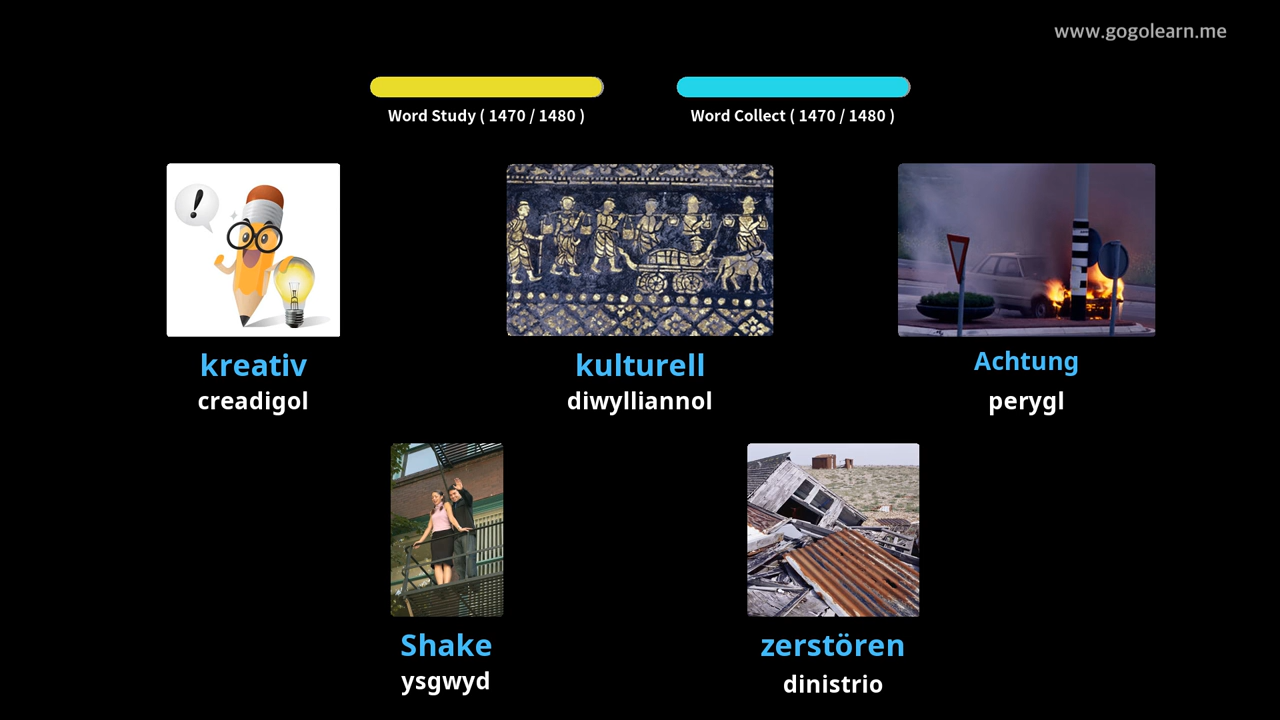 www.gogolearn.me
Word Study ( 1470 / 1480 )
Word Collect ( 1470 / 1480 )
!
kreativ
creadigol
kulturell
diwylliannol
Achtung
perygl
Shake
ysgwyd
zerstören
dinistrio